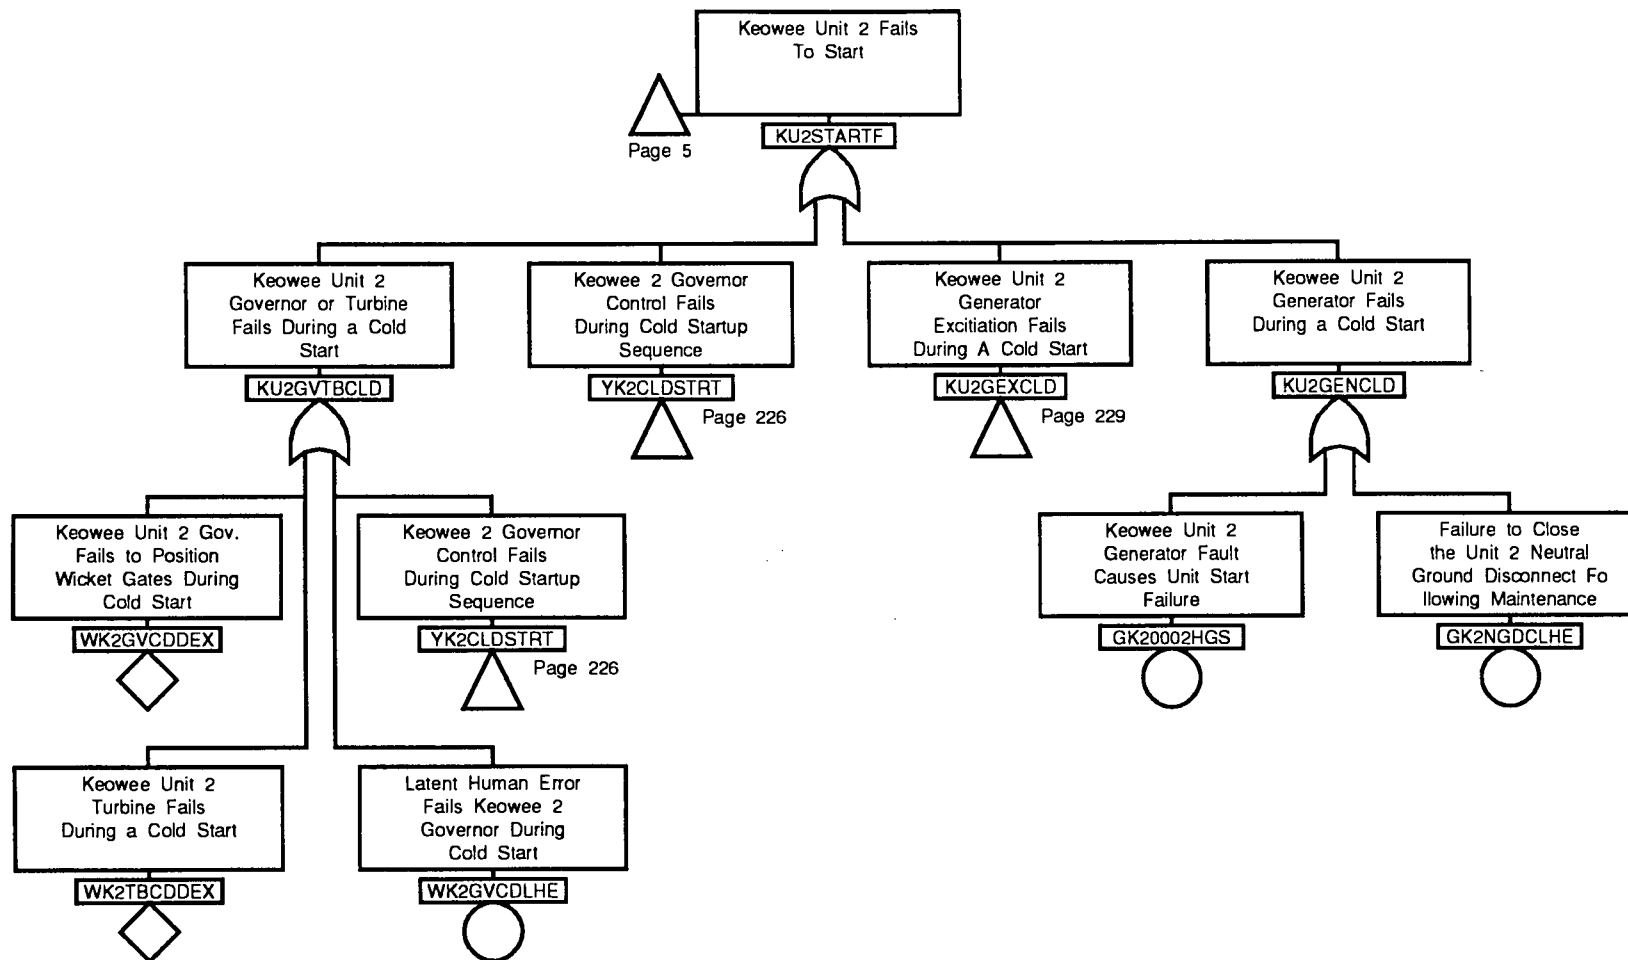 Keowee Unit 2 Fails
To Start
Page 5
KU2STARTF
Keowee Unit 2
Governor or Turbine
Fails During a Cold
Start
KU2GVTBCLD
Keowee 2 Governor
Control Fails
During Cold Startup
Sequence
YK2CLDSTRT
Page 226
Keowee Unit 2
Generator
Excitiation Fails
During A Cold Start
KU2GEXCLD
Page 229
Keowee Unit 2
Generator Fails
During a Cold Start
KU2GENCLD
Keowee Unit 2 Gov.
Fails to Position
Wicket Gates During
Cold Start
WK2GVCDDEX
Keowee 2 Governor
Control Fails
During Cold Startup
Sequence
YK2CLDSTRT
Page 226
Keowee Unit 2
Generator Fault
Causes Unit Start
Failure
GK20002HGS
Failure to Close
the Unit 2 Neutral
Ground Disconnect Fo
llowing Maintenance
GK2NGDCLHE
Keowee Unit 2
Turbine Fails
During a Cold Start
WK2TBCDDEX
Latent Human Error
Fails Keowee 2
Governor During
Cold Start
WK2GVCDLHE